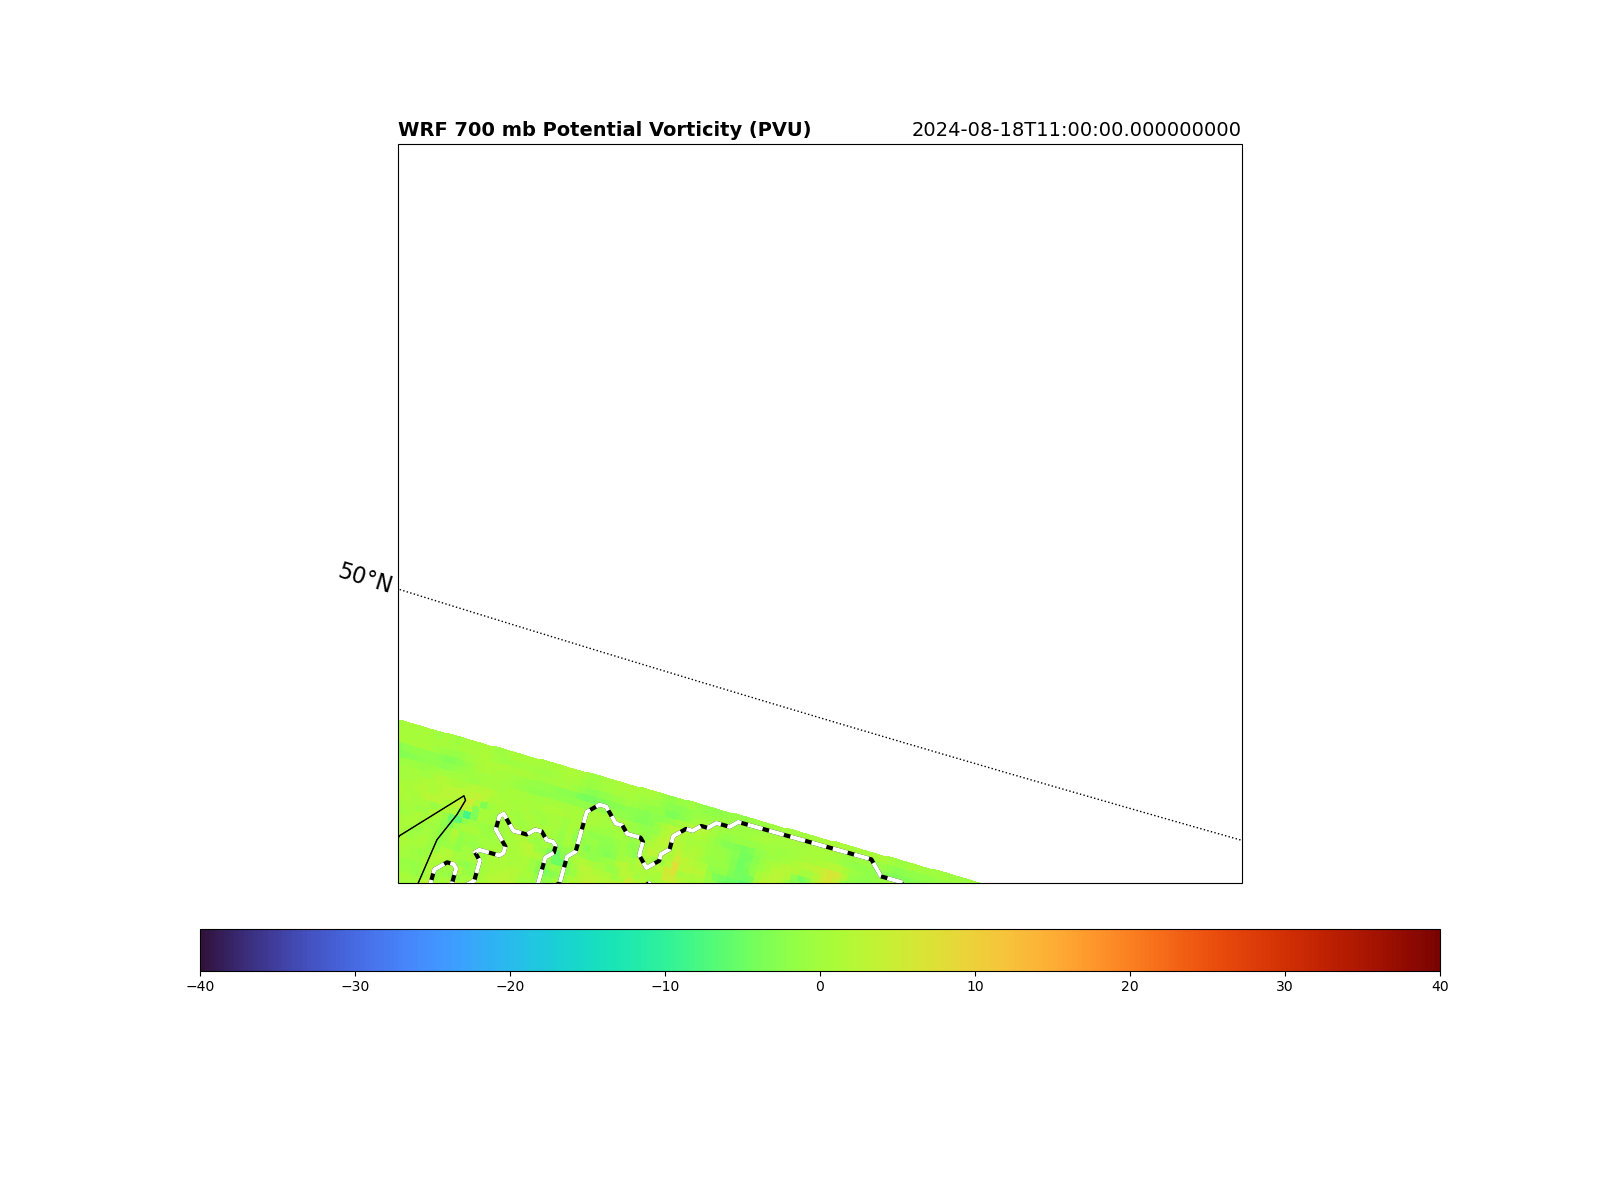 WRF 700 mb Potential Vorticity (PVU) 2024-08-18T11:00:00.000000000
50°N
−40 −30 −20 −10 0 10 20 30 40